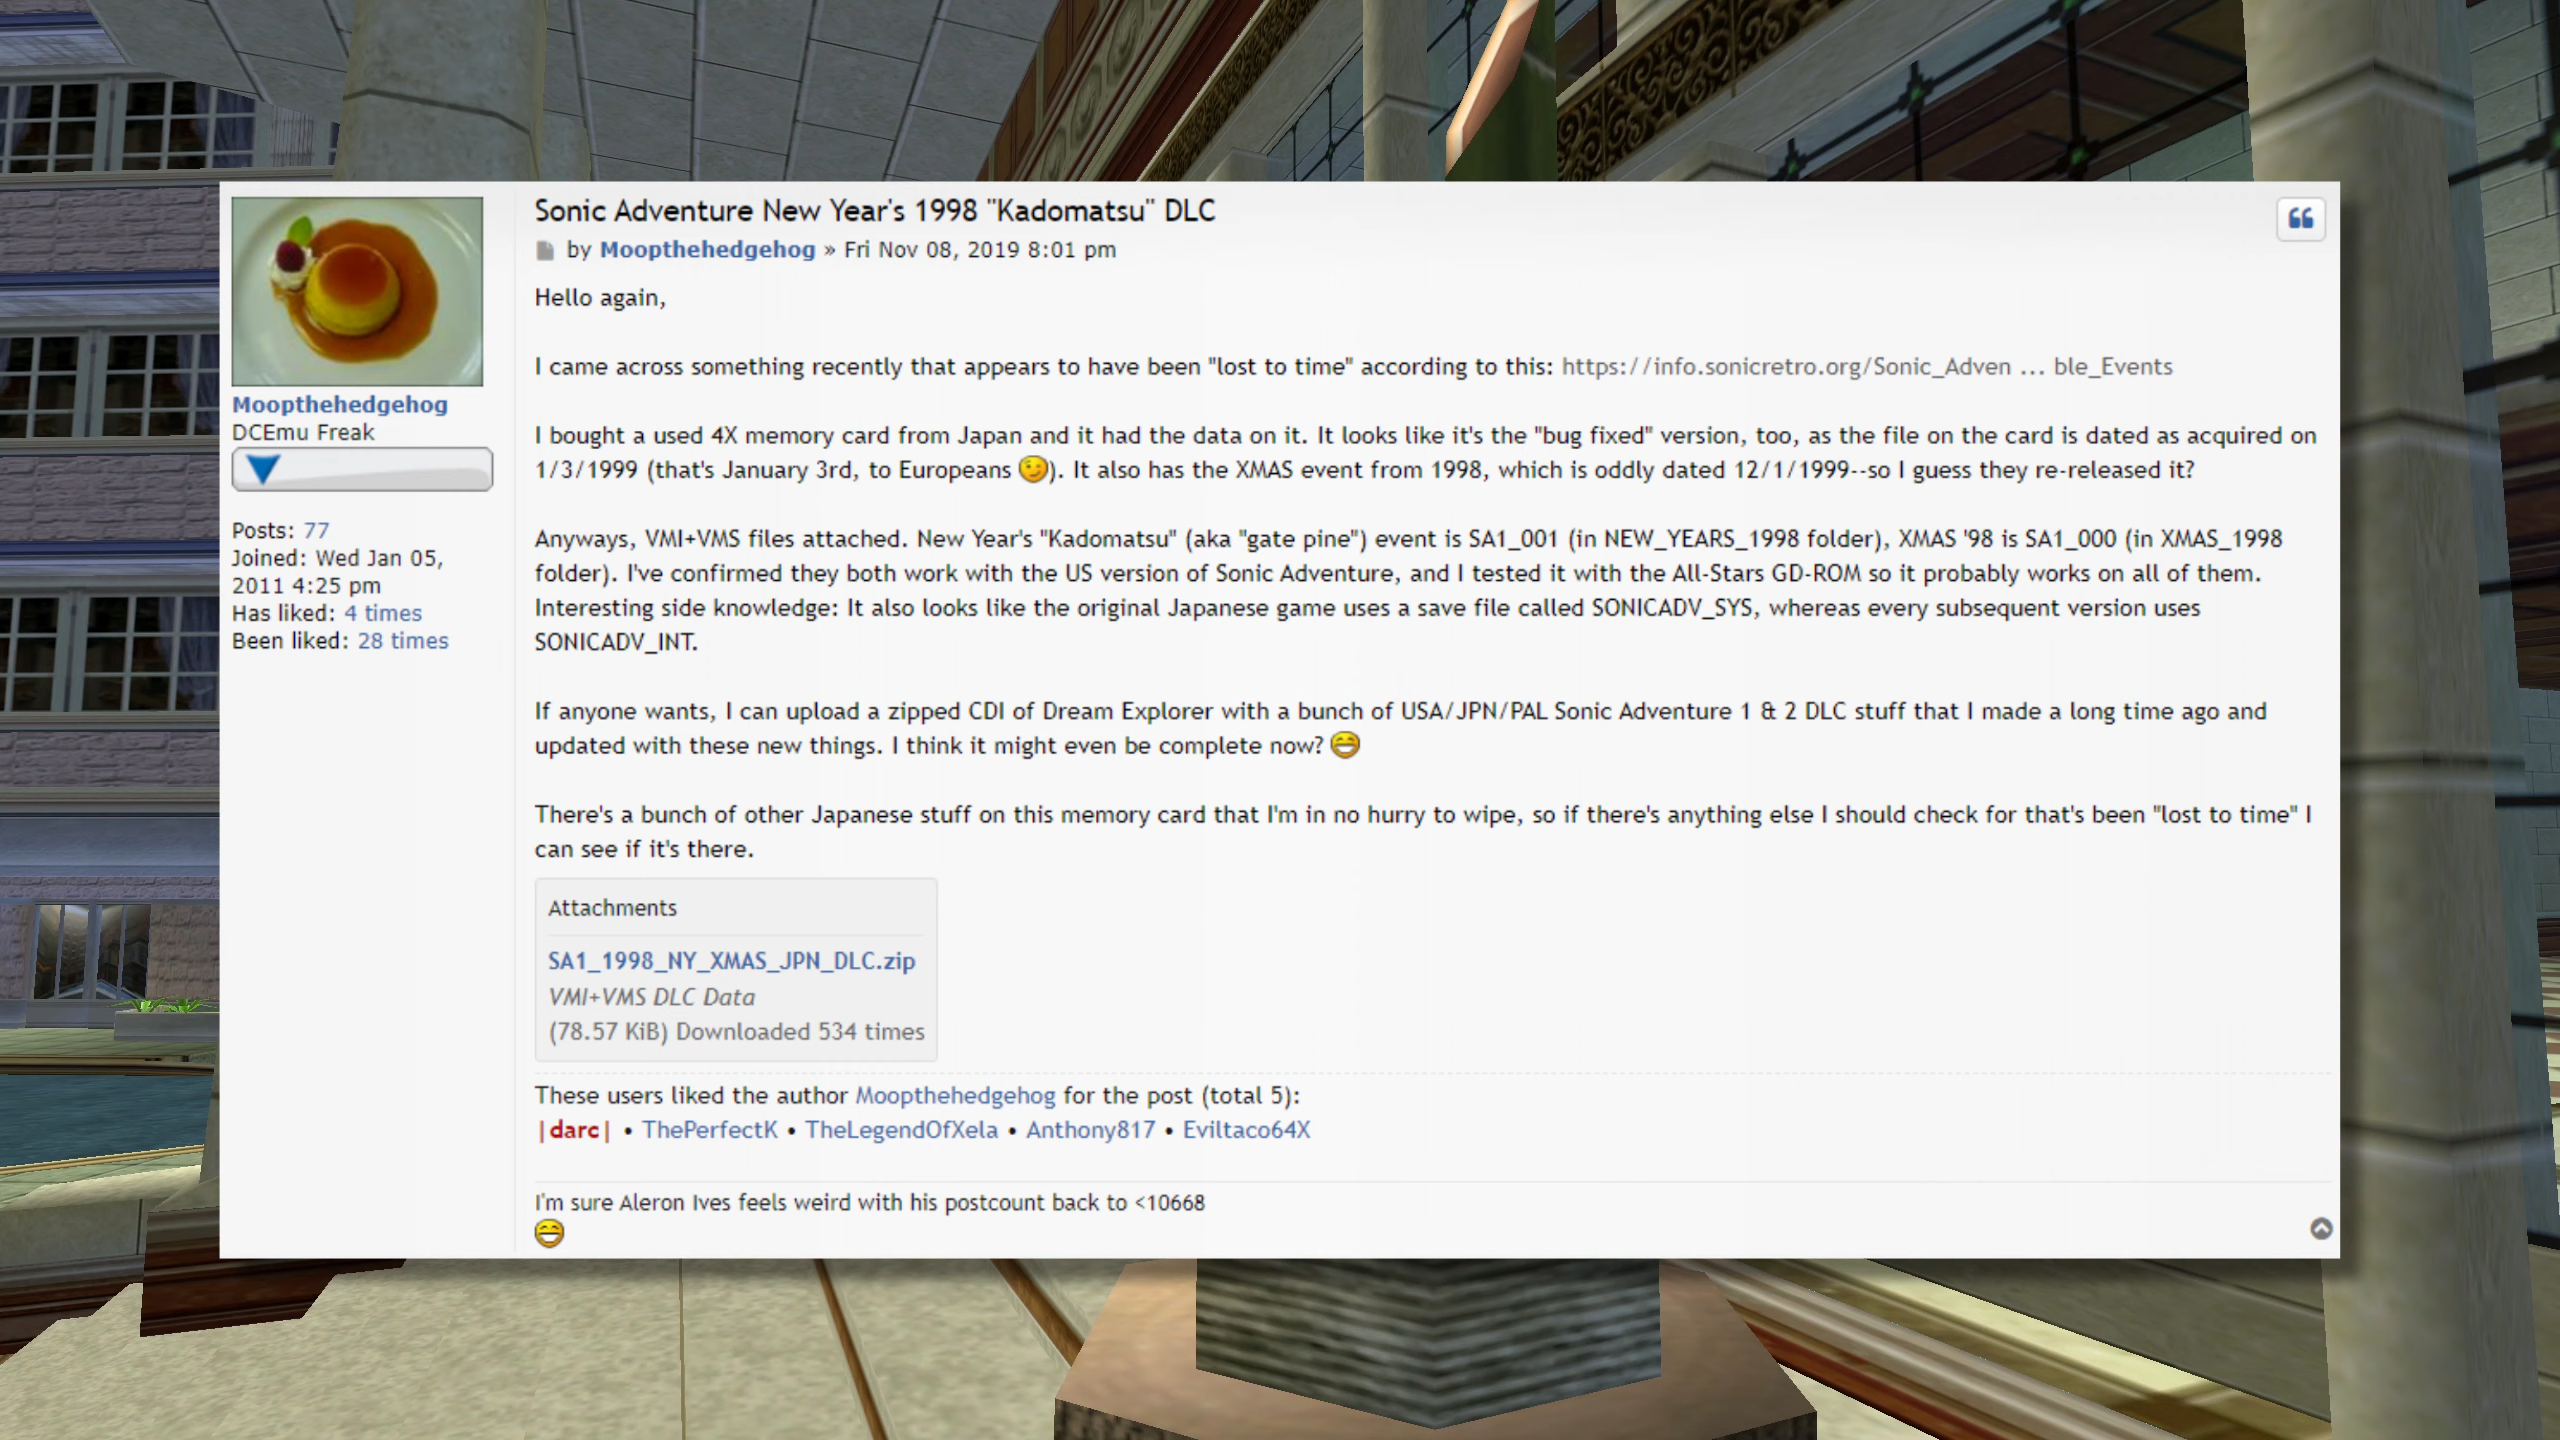 Sonic Adventure New Year's 1998 "Kadomatsu" DLC
by Moopthehedgehog » Fri Nov 08, 2019 8:01 pm
Moopthehedgehog
DCEmu Freak
Posts: 77
Joined: Wed Jan 05,
2011 4:25 pm
Has liked: 4 times
Been liked: 28 times
Hello again,
I came across something recently that appears to have been "lost to time" according to this: https://info.sonicretro.org/Sonic_Adven ... ble_Events
I bought a used 4X memory card from Japan and it had the data on it. It looks like it's the "bug fixed" version, too, as the file on the card is dated as acquired on
1/3/1999 (that's January 3rd, to Europeans 😉). It also has the XMAS event from 1998, which is oddly dated 12/1/1999--so I guess they re-released it?
Anyways, VMI+VMS files attached. New Year's "Kadomatsu" (aka "gate pine") event is SA1_001 (in NEW_YEARS_1998 folder), XMAS '98 is SA1_000 (in XMAS_1998
folder). I've confirmed they both work with the US version of Sonic Adventure, and I tested it with the All-Stars GD-ROM so it probably works on all of them.
Interesting side knowledge: It also looks like the original Japanese game uses a save file called SONICADV_SYS, whereas every subsequent version uses
SONICADV_INT.
If anyone wants, I can upload a zipped CDI of Dream Explorer with a bunch of USA/JPN/PAL Sonic Adventure 1 & 2 DLC stuff that I made a long time ago and
updated with these new things. I think it might even be complete now? 😄
There's a bunch of other Japanese stuff on this memory card that I'm in no hurry to wipe, so if there's anything else I should check for that's been "lost to time" I
can see if it's there.
Attachments
SA1_1998_NY_XMAS_JPN_DLC.zip
VMI+VMS DLC Data
(78.57 KiB) Downloaded 534 times
These users liked the author Moopthehedgehog for the post (total 5):
|darc| • ThePerfectK • TheLegendOfXela • Anthony817 • Eviltaco64X
I'm sure Aleron Ives feels weird with his postcount back to <10668
😄